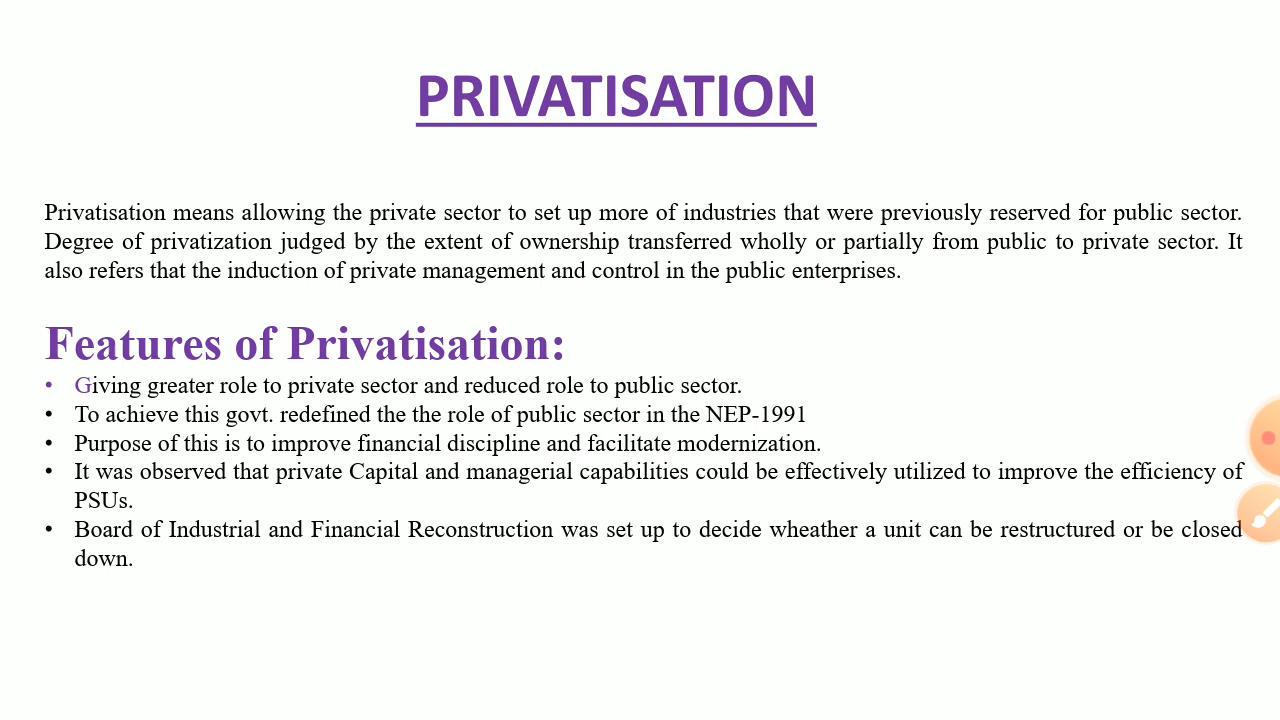 PRIVATISATION
Privatisation means allowing the private sector to set up more of industries that were previously reserved for public sector.
Degree of privatization judged by the extent of ownership transferred wholly or partially from public to private sector. It
also refers that the induction of private management and control in the public enterprises.
Features of Privatisation:
• Giving greater role to private sector and reduced role to public sector.
• To achieve this govt. redefined the the role of public sector in the NEP-1991
• Purpose of this is to improve financial discipline and facilitate modernization.
• It was observed that private Capital and managerial capabilities could be effectively utilized to improve the efficiency of
PSUs.
• Board of Industrial and Financial Reconstruction was set up to decide wheather a unit can be restructured or be closed
down.